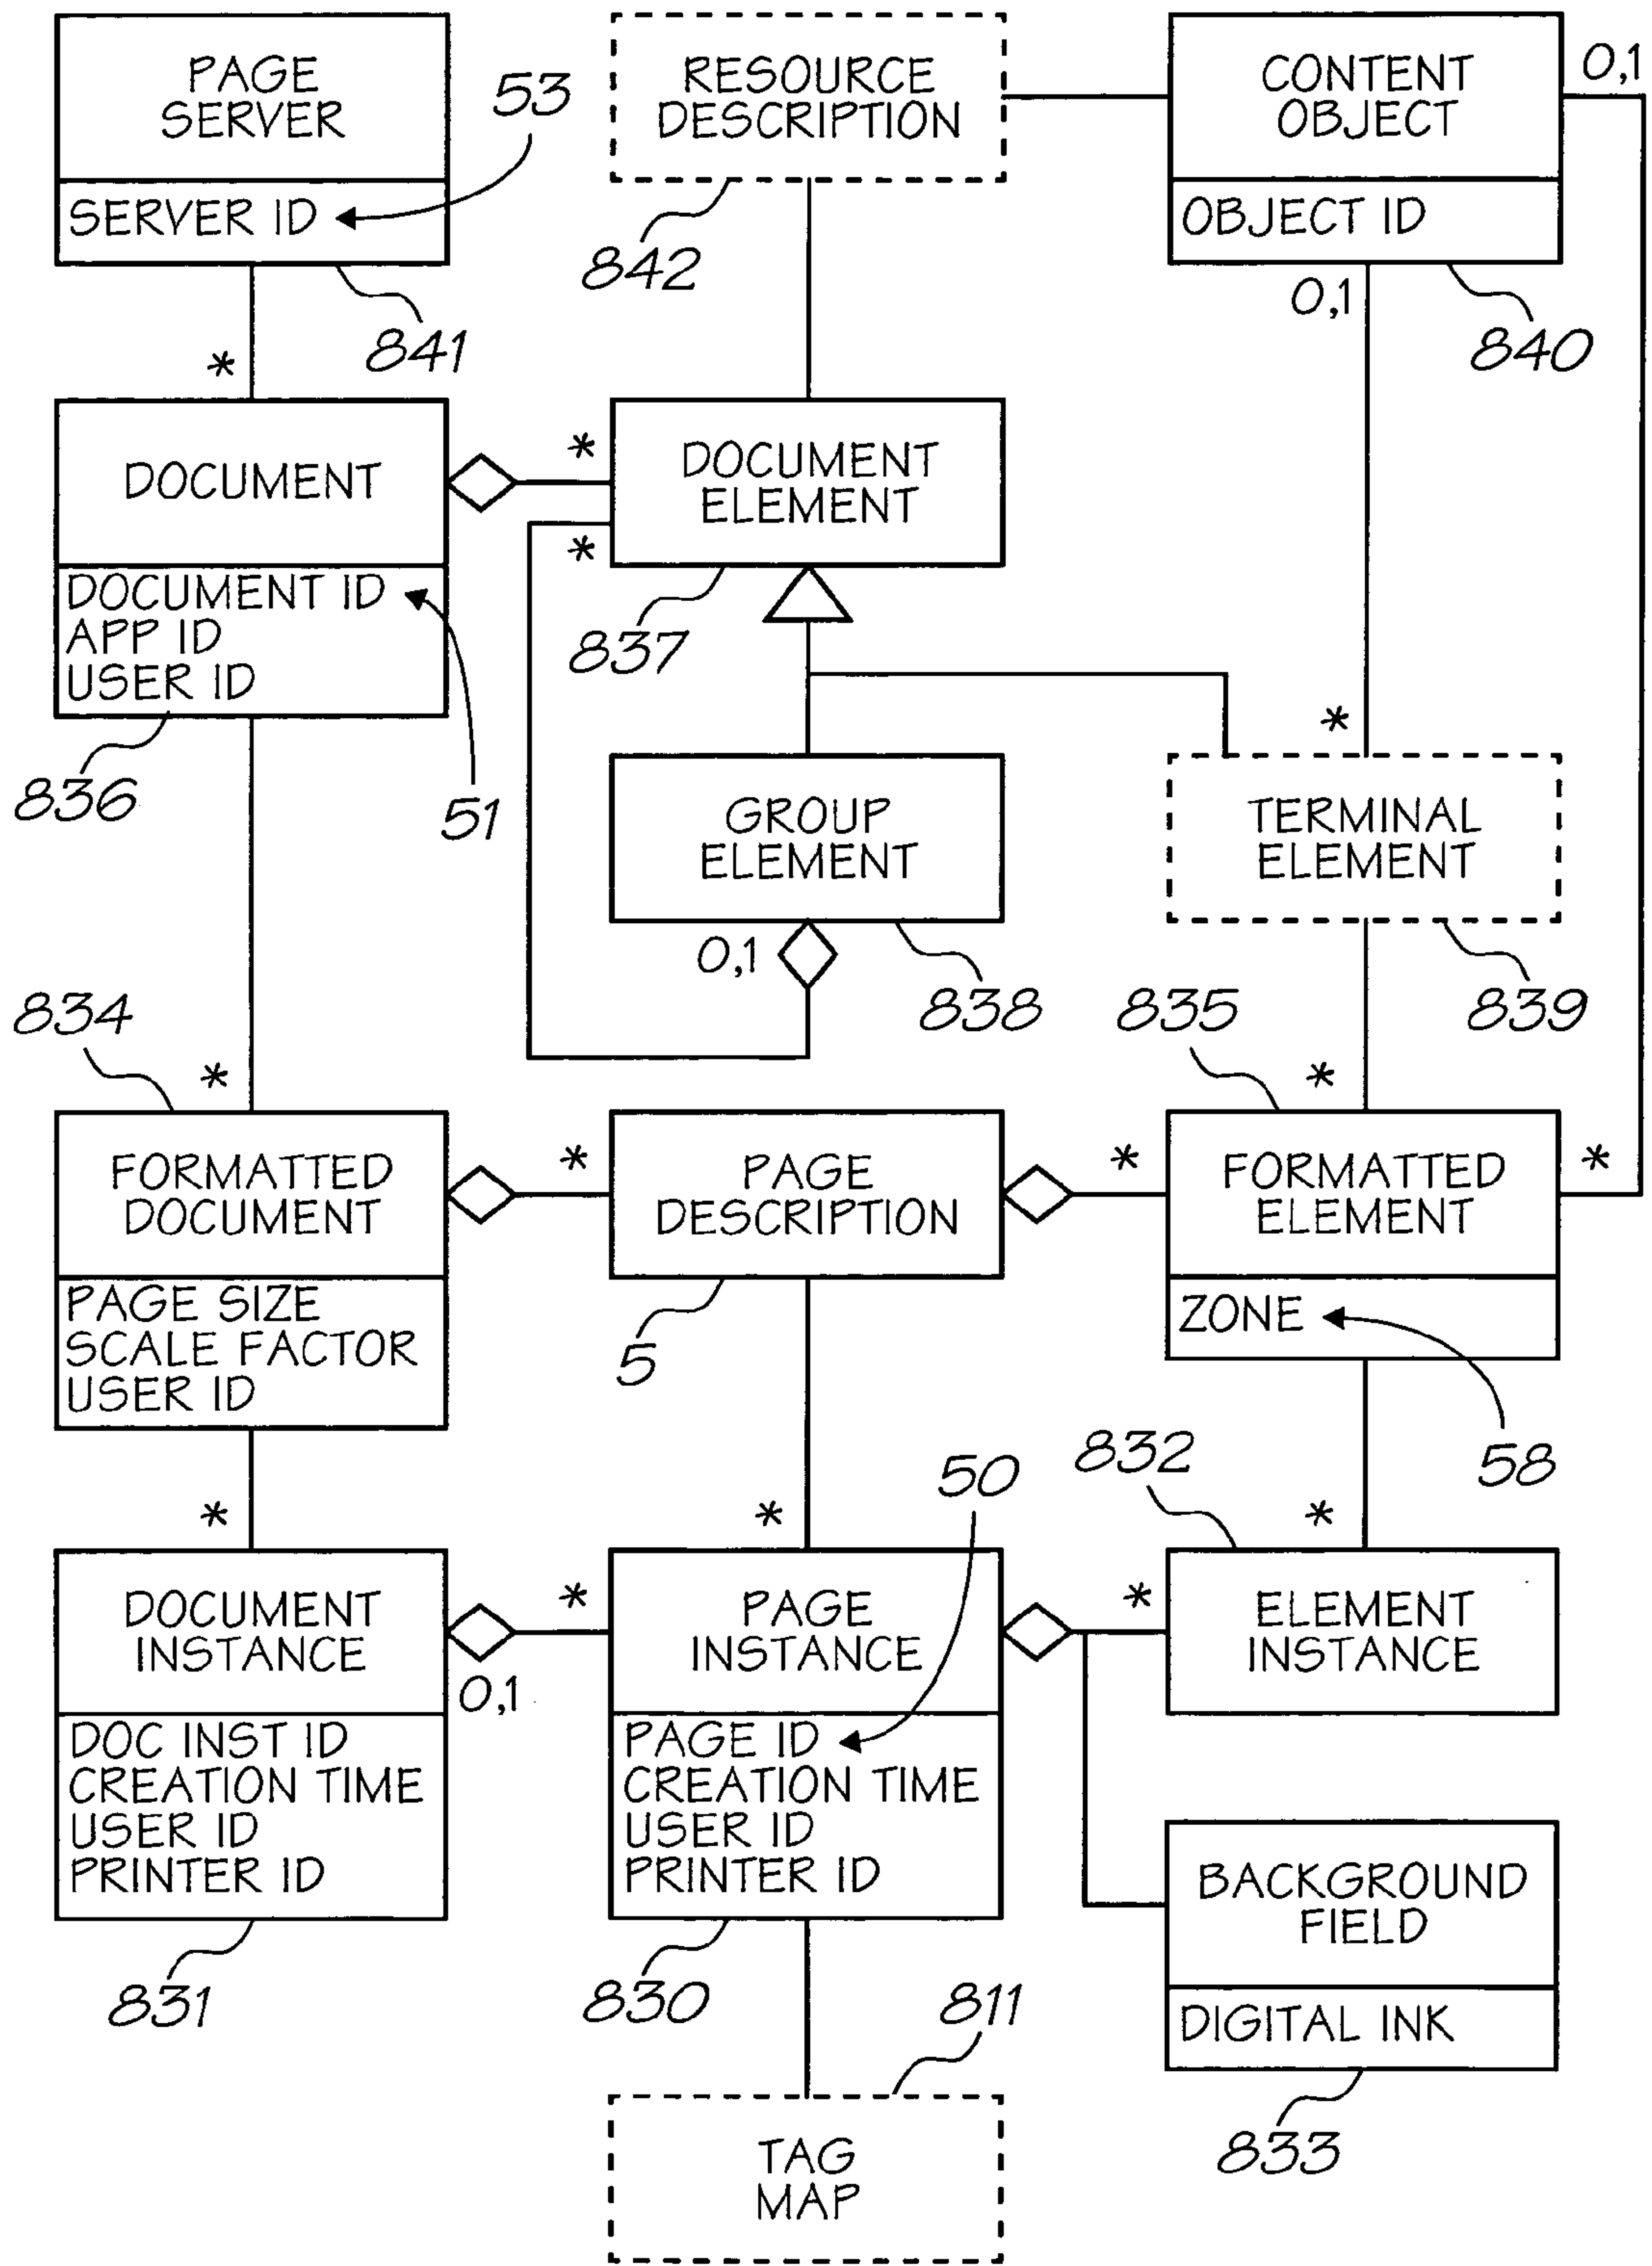 PAGE
SERVER
SERVER ID
53
841
RESOURCE
DESCRIPTION
842
CONTENT
OBJECT
OBJECT ID
0,1
0,1
840
*
DOCUMENT
DOCUMENT ID
APP ID
USER ID
836
51
*
*
DOCUMENT
ELEMENT
837
GROUP
ELEMENT
0,1
838
*
TERMINAL
ELEMENT
839
834
*
FORMATTED
DOCUMENT
PAGE SIZE
SCALE FACTOR
USER ID
*
PAGE
DESCRIPTION
5
835
*
*
FORMATTED
ELEMENT
*
ZONE
58
*
DOCUMENT
INSTANCE
0,1
DOC INST ID
CREATION TIME
USER ID
PRINTER ID
831
*
*
50
PAGE
INSTANCE
PAGE ID
CREATION TIME
USER ID
PRINTER ID
830
832
*
*
ELEMENT
INSTANCE
BACKGROUND
FIELD
DIGITAL INK
833
811
TAG
MAP